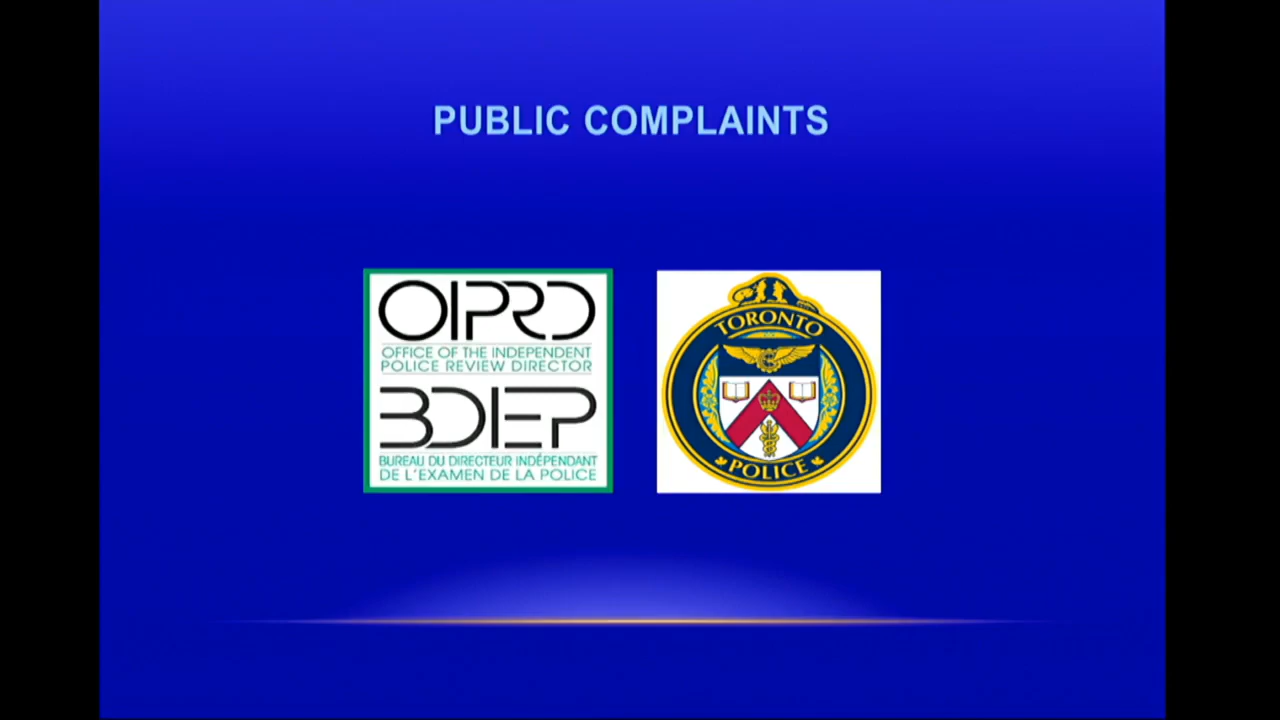 PUBLIC COMPLAINTS
OIPRD
OFFICE OF THE INDEPENDENT
POLICE REVIEW DIRECTOR
BDIEP
BUREAU DU DIRECTEUR INDÉPENDANT
DE L'EXAMEN DE LA POLICE
TORONTO
POLICE